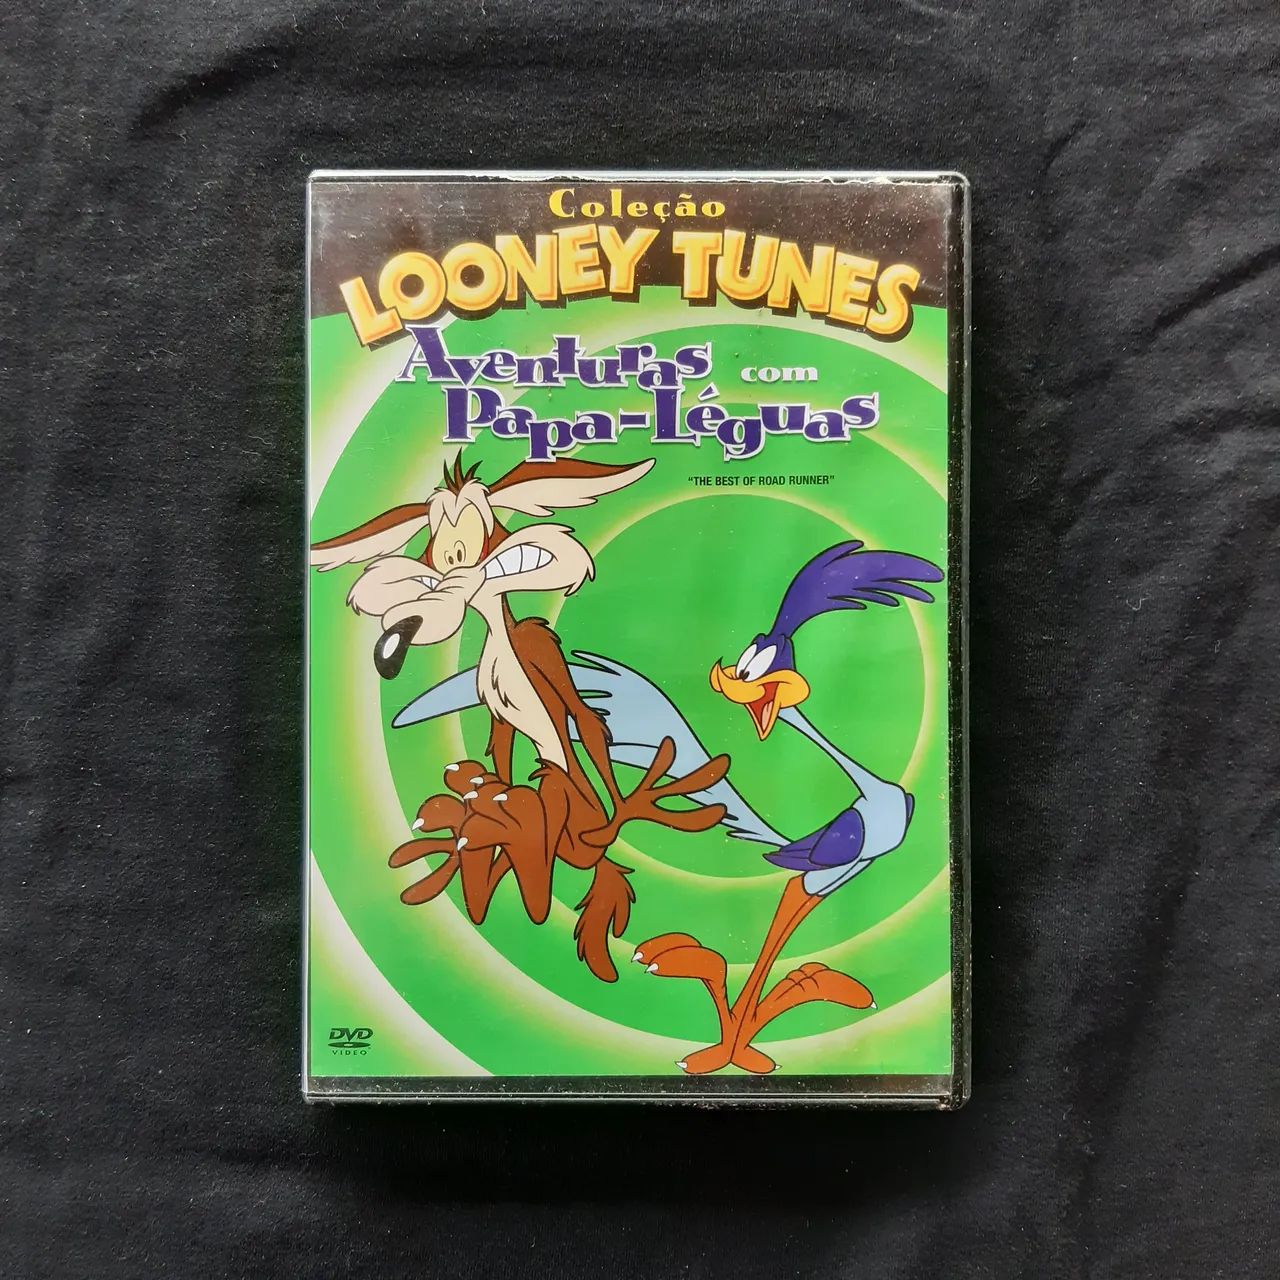 Coleção
LOONEY TUNES
Aventuras com
Papa-Léguas
"THE BEST OF ROAD RUNNER"
DVD
VIDEO